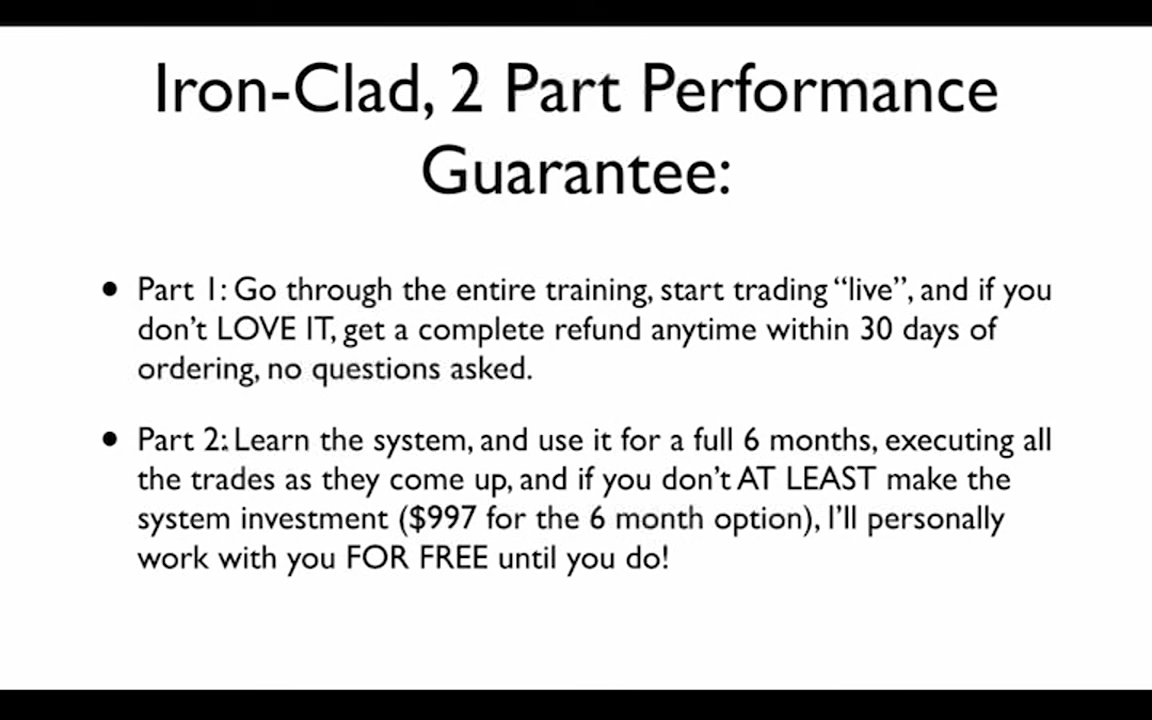 Iron-Clad, 2 Part Performance
Guarantee:
• Part 1: Go through the entire training, start trading “live”, and if you
don’t LOVE IT, get a complete refund anytime within 30 days of
ordering, no questions asked.
• Part 2: Learn the system, and use it for a full 6 months, executing all
the trades as they come up, and if you don’t AT LEAST make the
system investment ($997 for the 6 month option), I’ll personally
work with you FOR FREE until you do!